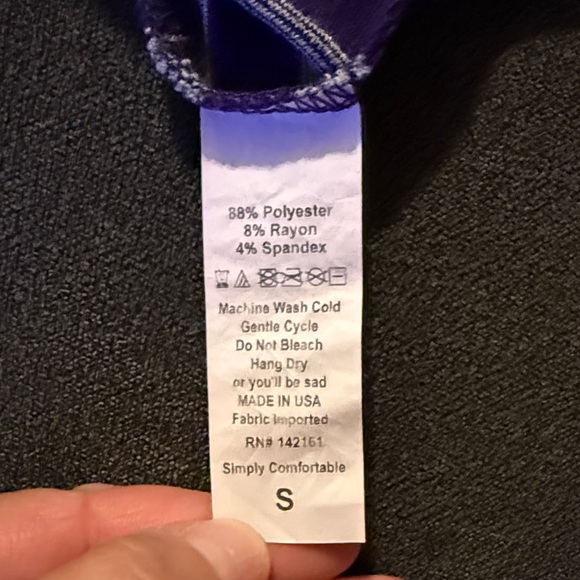 88% Polyester
8% Rayon
4% Spandex
Machine Wash Cold
Gentle Cycle
Do Not Bleach
Hang Dry
or you'll be sad
MADE IN USA
Fabric Imported
RN# 142161
Simply Comfortable
S